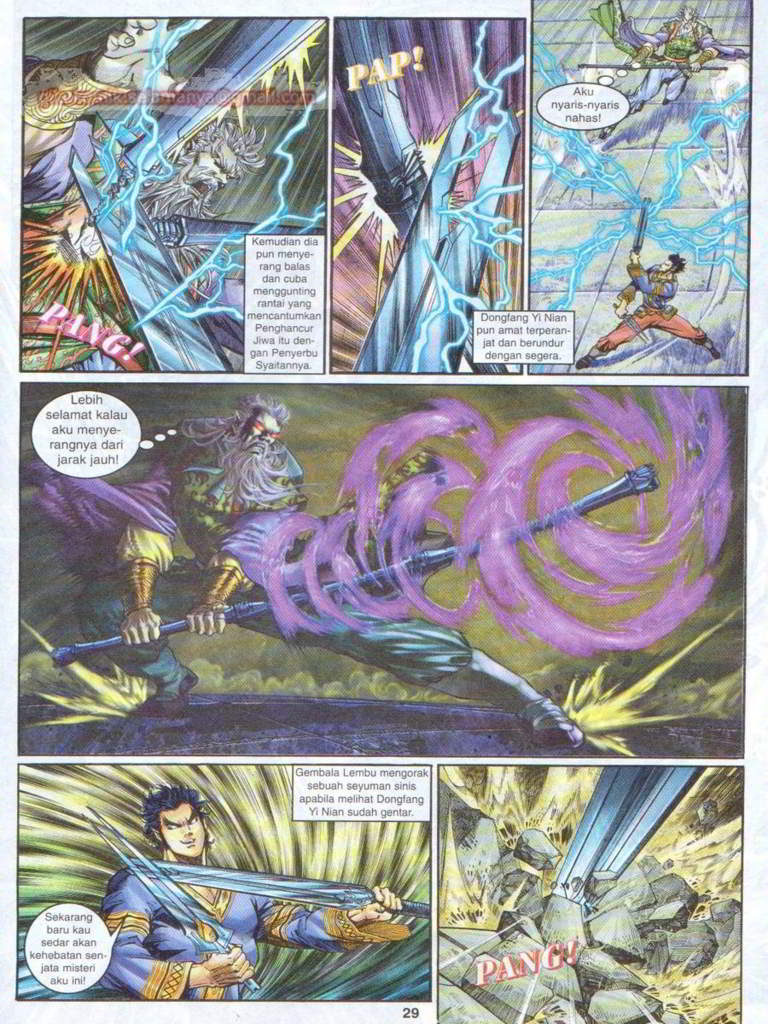 PANG!
Kemudian dia
pun menye-
rang balas
dan cuba
menggunting
rantai yang
mencantumkan
Penghancur
Jiwa itu de-
ngan Penyerbu
Syaitannya.
PAP!
Dongfang Yi Nian
pun amat terperan-
jat dan berundur
dengan segera.
Aku
nyaris-nyaris
nahas!
Lebih
selamat kalau
aku menye-
rangnya dari
jarak jauh!
Gembala Lembu mengorak
sebuah seyuman sinis
apabila melihat Dongfang
Yi Nian sudah gentar.
Sekarang
baru kau
sedar akan
kehebatan sen-
jata misteri
aku ini!
PANG!
29